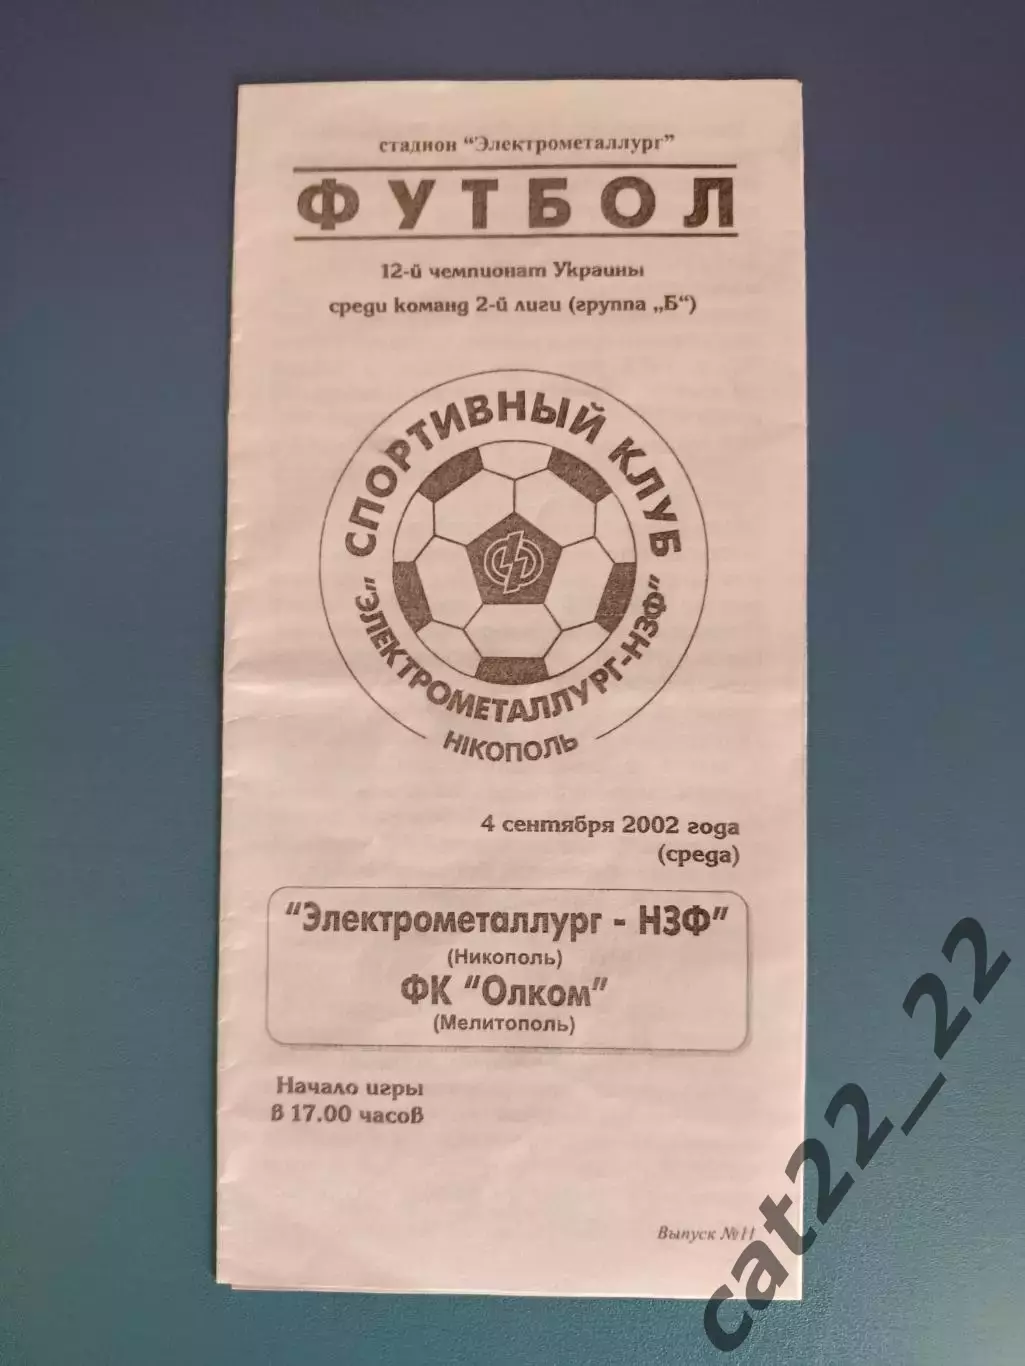 стадион “Электрометаллург”
ФУТБОЛ
12-й чемпионат Украины
среди команд 2-й лиги (группа „Б“)
СПОРТИВНЫЙ КЛУБ
"ЭЛЕКТРОМЕТАЛЛУРГ-НЗФ"
НІКОПОЛЬ
4 сентября 2002 года
(среда)
"Электрометаллург - НЗФ"
(Никополь)
ФК "Олком"
(Мелитополь)
Начало игры
в 17.00 часов
Выпуск №11
cat22_22